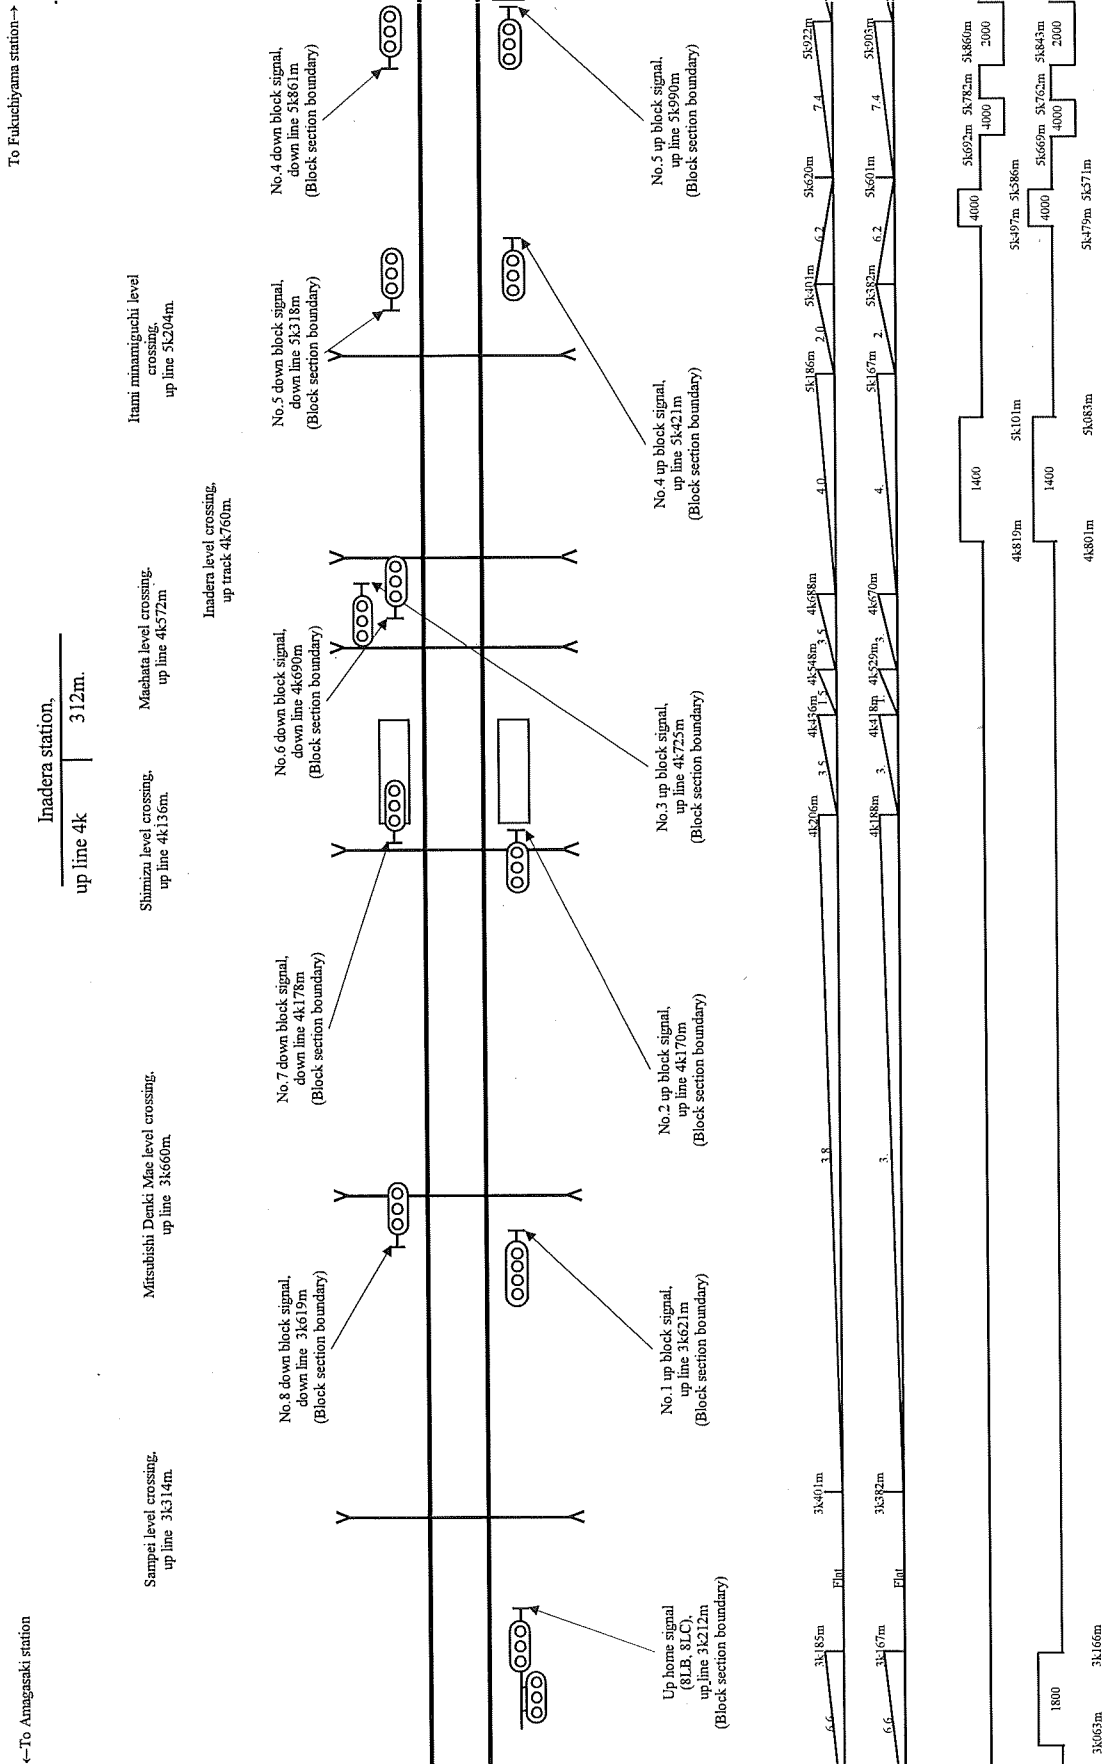 ←To Amagasaki station
To Fukuchiyama station→
Inadera station,
up line 4k | 312m.
Sampei level crossing,
up line 3k314m.
Mitsubishi Denki Mae level crossing,
up line 3k660m.
Shimizu level crossing,
up line 4k136m.
Maehata level crossing.
up line 4k572m
Inadera level crossing,
up track 4k760m.
Itami minamiguchi level
crossing,
up line 5k204m.
No.8 down block signal,
down line 3k619m
(Block section boundary)
No.7 down block signal,
down line 4k178m
(Block section boundary)
No.6 down block signal,
down line 4k690m
(Block section boundary)
No.5 down block signal,
down line 5k318m
(Block section boundary)
No.4 down block signal,
down line 5k861m
(Block section boundary)
Up home signal
(8LB, 8LC),
up line 3k212m
(Block section boundary)
No.1 up block signal,
up line 3k621m
(Block section boundary)
No.2 up block signal,
up line 4k170m
(Block section boundary)
No.3 up block signal,
up line 4k725m
(Block section boundary)
No.4 up block signal,
up line 5k421m
(Block section boundary)
No.5 up block signal,
up line 5k990m
(Block section boundary)
6.6 3k185m Flat 3k401m 3.8 4k206m 3.5 4k436m 1.5 4k548m 3.5 4k688m 4.0 5k186m 2.0 5k401m 6.2 5k620m 7.4 5k922m
6.6 3k167m Flat 3k382m 3. 4k188m 3. 4k418m 1. 4k529m 3. 4k670m 4. 5k167m 2. 5k382m 6.2 5k601m 7.4 5k903m
4k819m 1400 5k101m 5k497m 4000 5k586m 5k692m 4000 5k782m 5k860m 2000
3k063m 1800 3k166m 4k801m 1400 5k083m 5k479m 4000 5k571m 5k669m 4000 5k762m 5k843m 2000